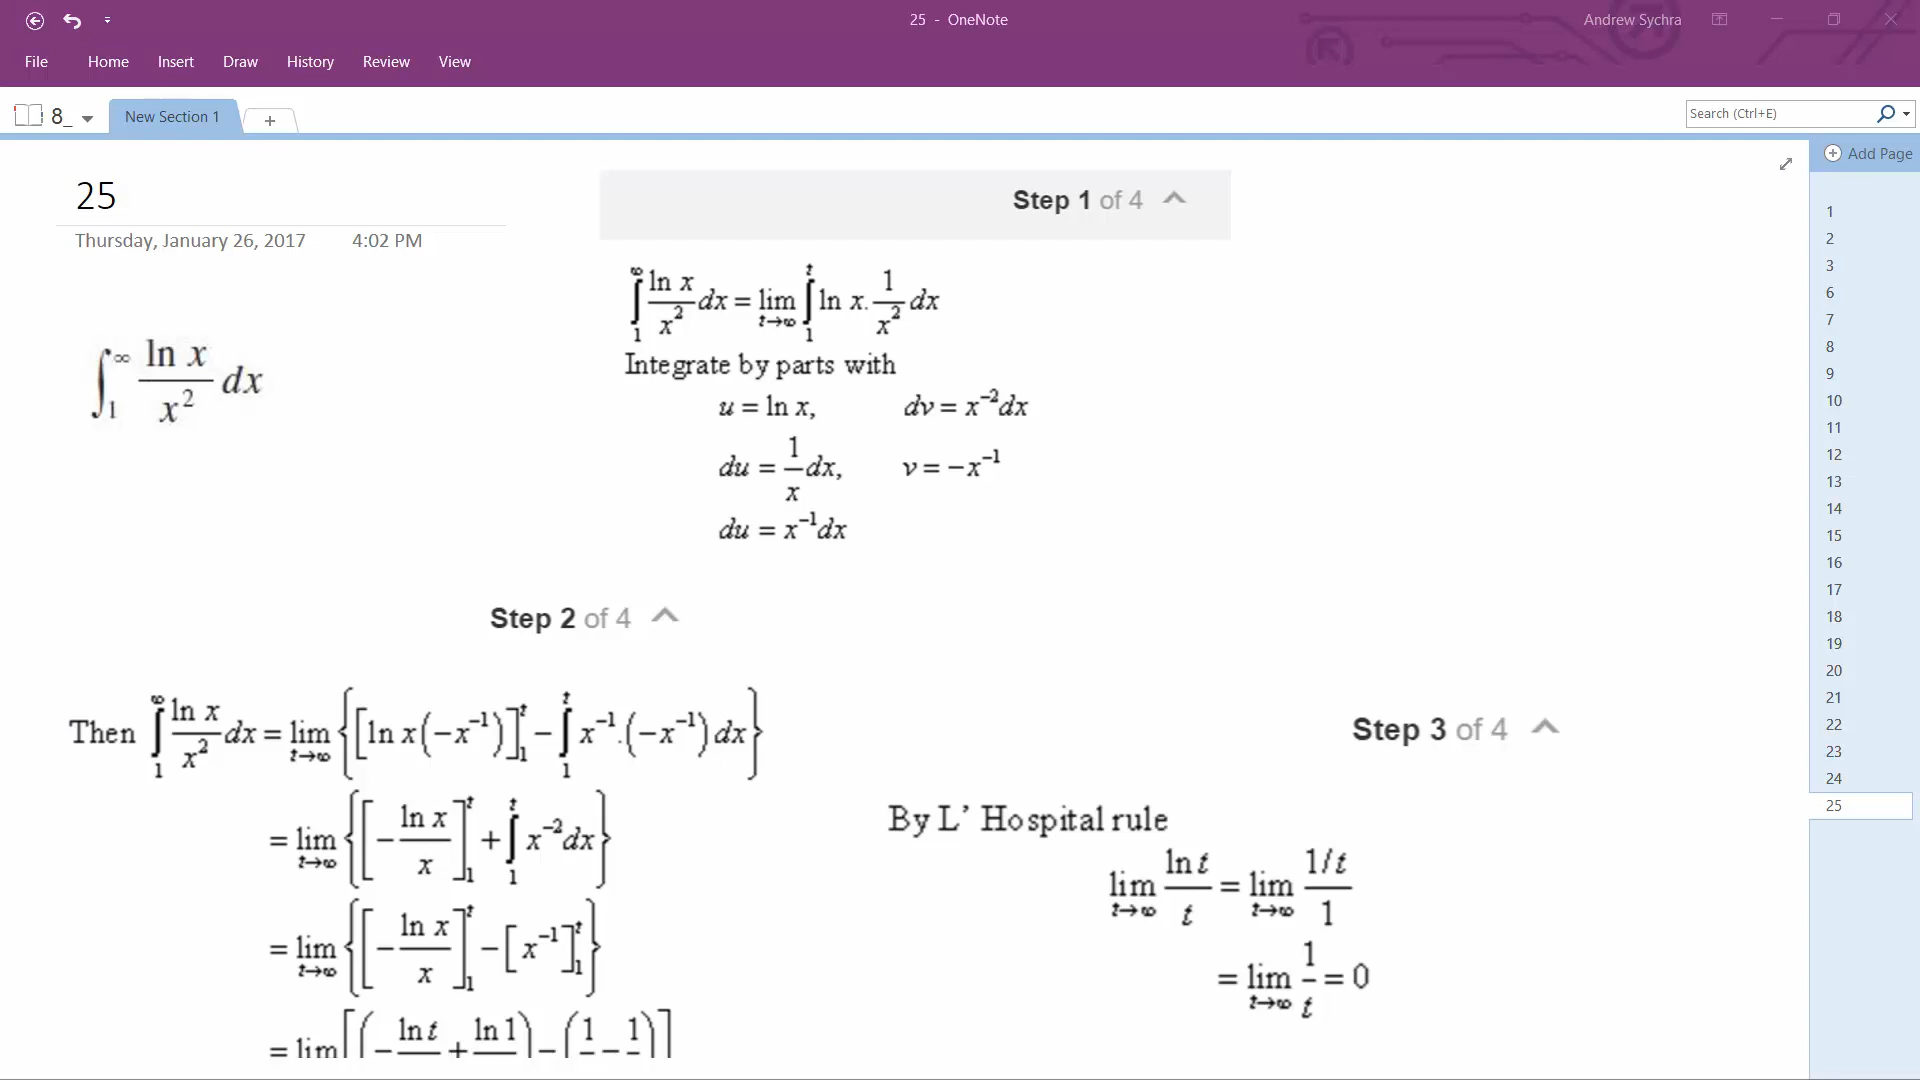 25 - OneNote
Andrew Sychra
File Home Insert Draw History Review View
8_ New Section 1 +
Search (Ctrl+E)
Add Page
25
Thursday, January 26, 2017 4:02 PM
∫₁^∞ ln x / x² dx
Step 1 of 4
∫₁^∞ ln x / x² dx = lim_{t→∞} ∫₁^t ln x . 1/x² dx
Integrate by parts with
u = ln x, dv = x⁻² dx
du = 1/x dx, v = −x⁻¹
du = x⁻¹ dx
Step 2 of 4
Then ∫₁^∞ ln x / x² dx = lim_{t→∞} {[ln x (−x⁻¹)]₁^t − ∫₁^t x⁻¹.(−x⁻¹) dx}
= lim_{t→∞} {[− ln x / x]₁^t + ∫₁^t x⁻² dx}
= lim_{t→∞} {[− ln x / x]₁^t − [x⁻¹]₁^t}
= lim [(− ln t + ln 1) − (1 − 1)]
Step 3 of 4
By L' Hospital rule
lim_{t→∞} ln t / t = lim_{t→∞} 1/t / 1
= lim_{t→∞} 1/t = 0
1
2
3
6
7
8
9
10
11
12
13
14
15
16
17
18
19
20
21
22
23
24
25